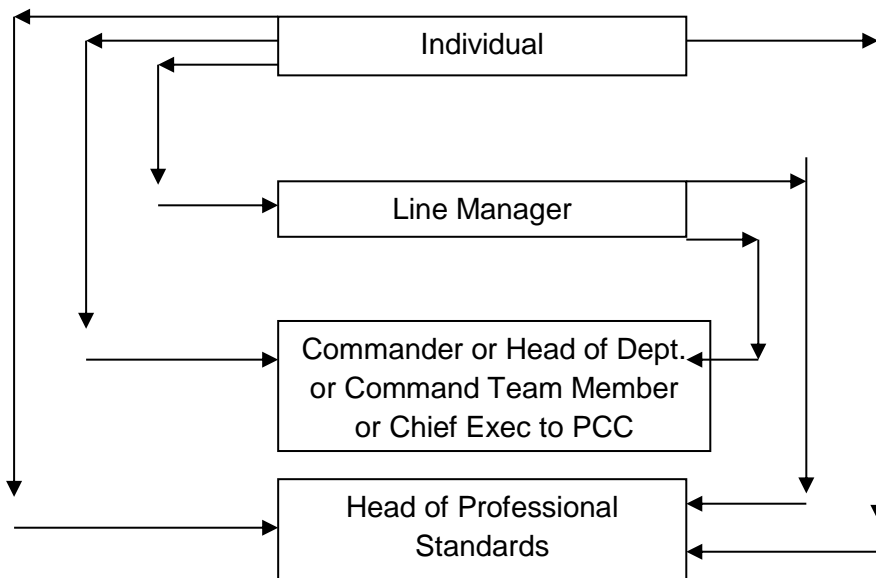 Individual
Line Manager
Commander or Head of Dept.
or Command Team Member
or Chief Exec to PCC
Head of Professional
Standards